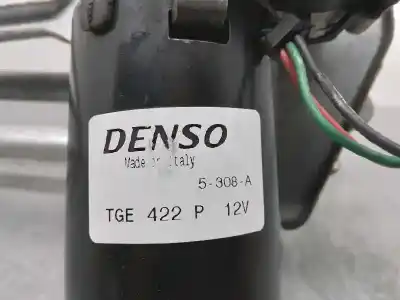 DENSO
Made in Italy
5-308-A
TGE 422 P 12V